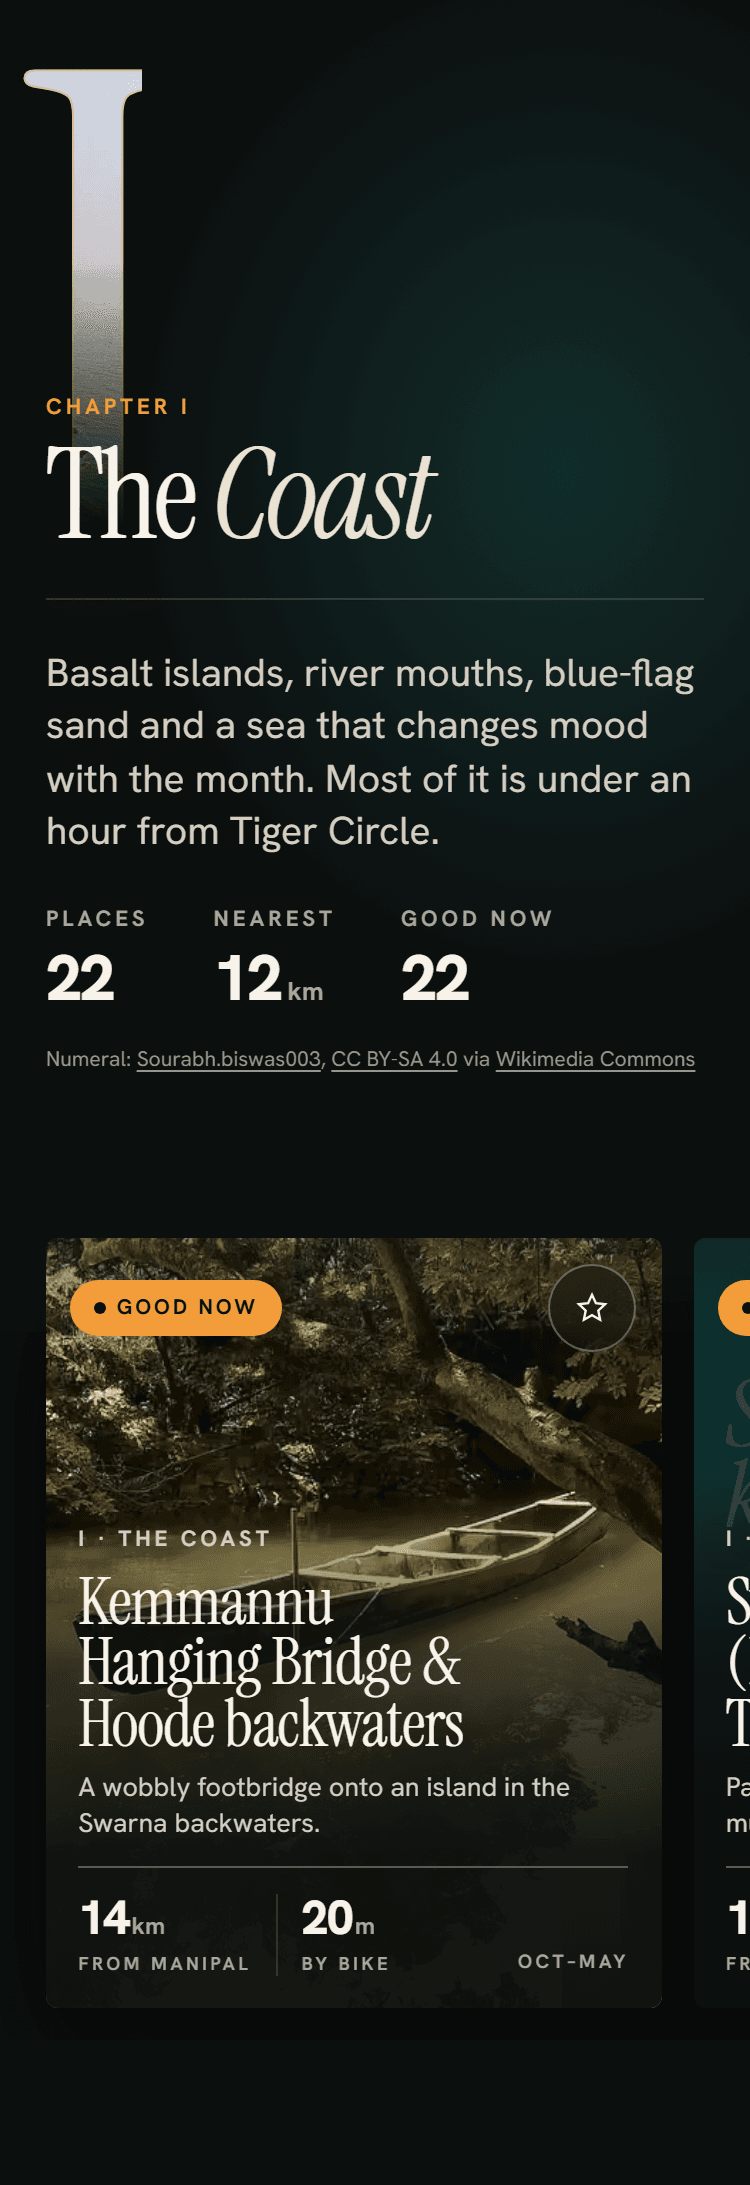 I
CHAPTER I
The Coast
Basalt islands, river mouths, blue-flag
sand and a sea that changes mood
with the month. Most of it is under an
hour from Tiger Circle.
PLACES NEAREST GOOD NOW
22 12 km 22
Numeral: Sourabh.biswas003, CC BY-SA 4.0 via Wikimedia Commons
GOOD NOW
I · THE COAST
Kemmannu
Hanging Bridge &
Hoode backwaters
A wobbly footbridge onto an island in the
Swarna backwaters.
14km 20m
FROM MANIPAL BY BIKE OCT–MAY